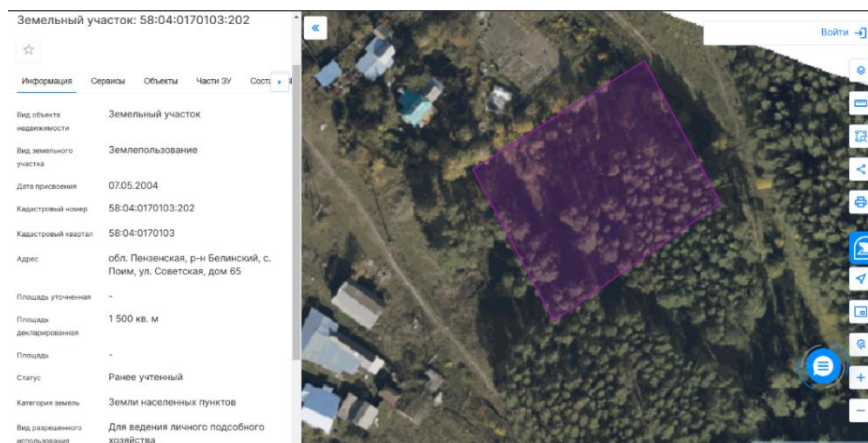 Земельный участок: 58:04:0170103:202
Войти
Информация Сервисы Объекты Части ЗУ
Вид объекта недвижимости Земельный участок
Вид земельного участка Землепользование
Дата присвоения 07.05.2004
Кадастровый номер 58:04:0170103:202
Кадастровый квартал 58:04:0170103
Адрес обл. Пензенская, р-н Белинский, с.
Поим, ул. Советская, дом 65
Площадь уточненная -
Площадь декларированная 1 500 кв. м
Площадь -
Статус Ранее учтенный
Категория земель Земли населенных пунктов
Вид разрешенного использования Для ведения личного подсобного
хозяйства